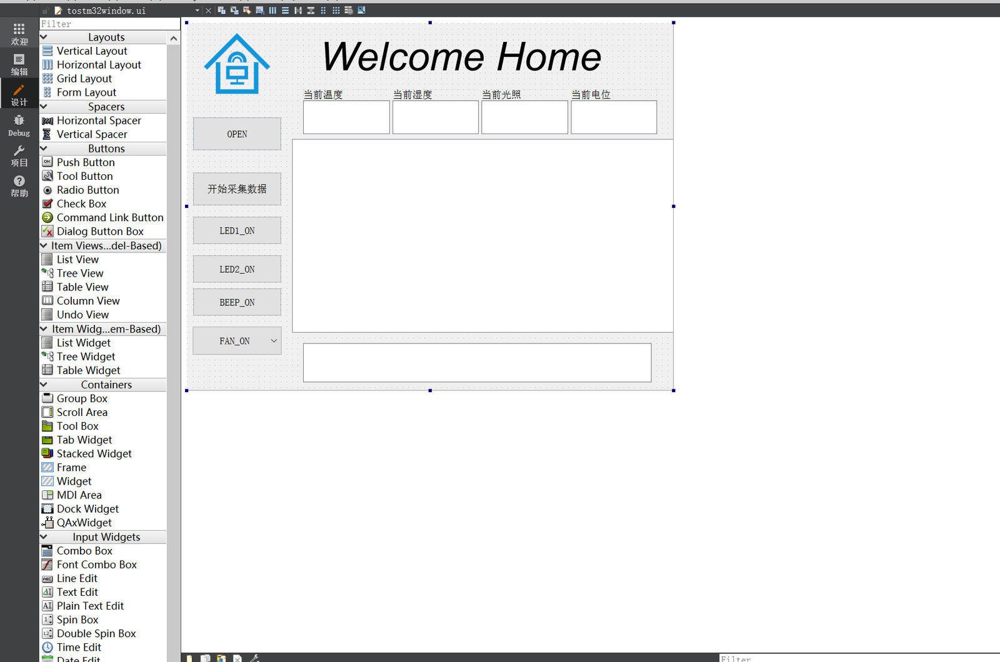 tostm32window.ui
Filter
欢迎
编辑
设计
Debug
项目
帮助
Layouts
Vertical Layout
Horizontal Layout
Grid Layout
Form Layout
Spacers
Horizontal Spacer
Vertical Spacer
Buttons
Push Button
Tool Button
Radio Button
Check Box
Command Link Button
Dialog Button Box
Item Views...del-Based)
List View
Tree View
Table View
Column View
Undo View
Item Widg...em-Based)
List Widget
Tree Widget
Table Widget
Containers
Group Box
Scroll Area
Tool Box
Tab Widget
Stacked Widget
Frame
Widget
MDI Area
Dock Widget
QAxWidget
Input Widgets
Combo Box
Font Combo Box
Line Edit
Text Edit
Plain Text Edit
Spin Box
Double Spin Box
Time Edit
Date Edit
Welcome Home
当前温度 当前湿度 当前光照 当前电位
OPEN
开始采集数据
LED1_ON
LED2_ON
BEEP_ON
FAN_ON
Filter